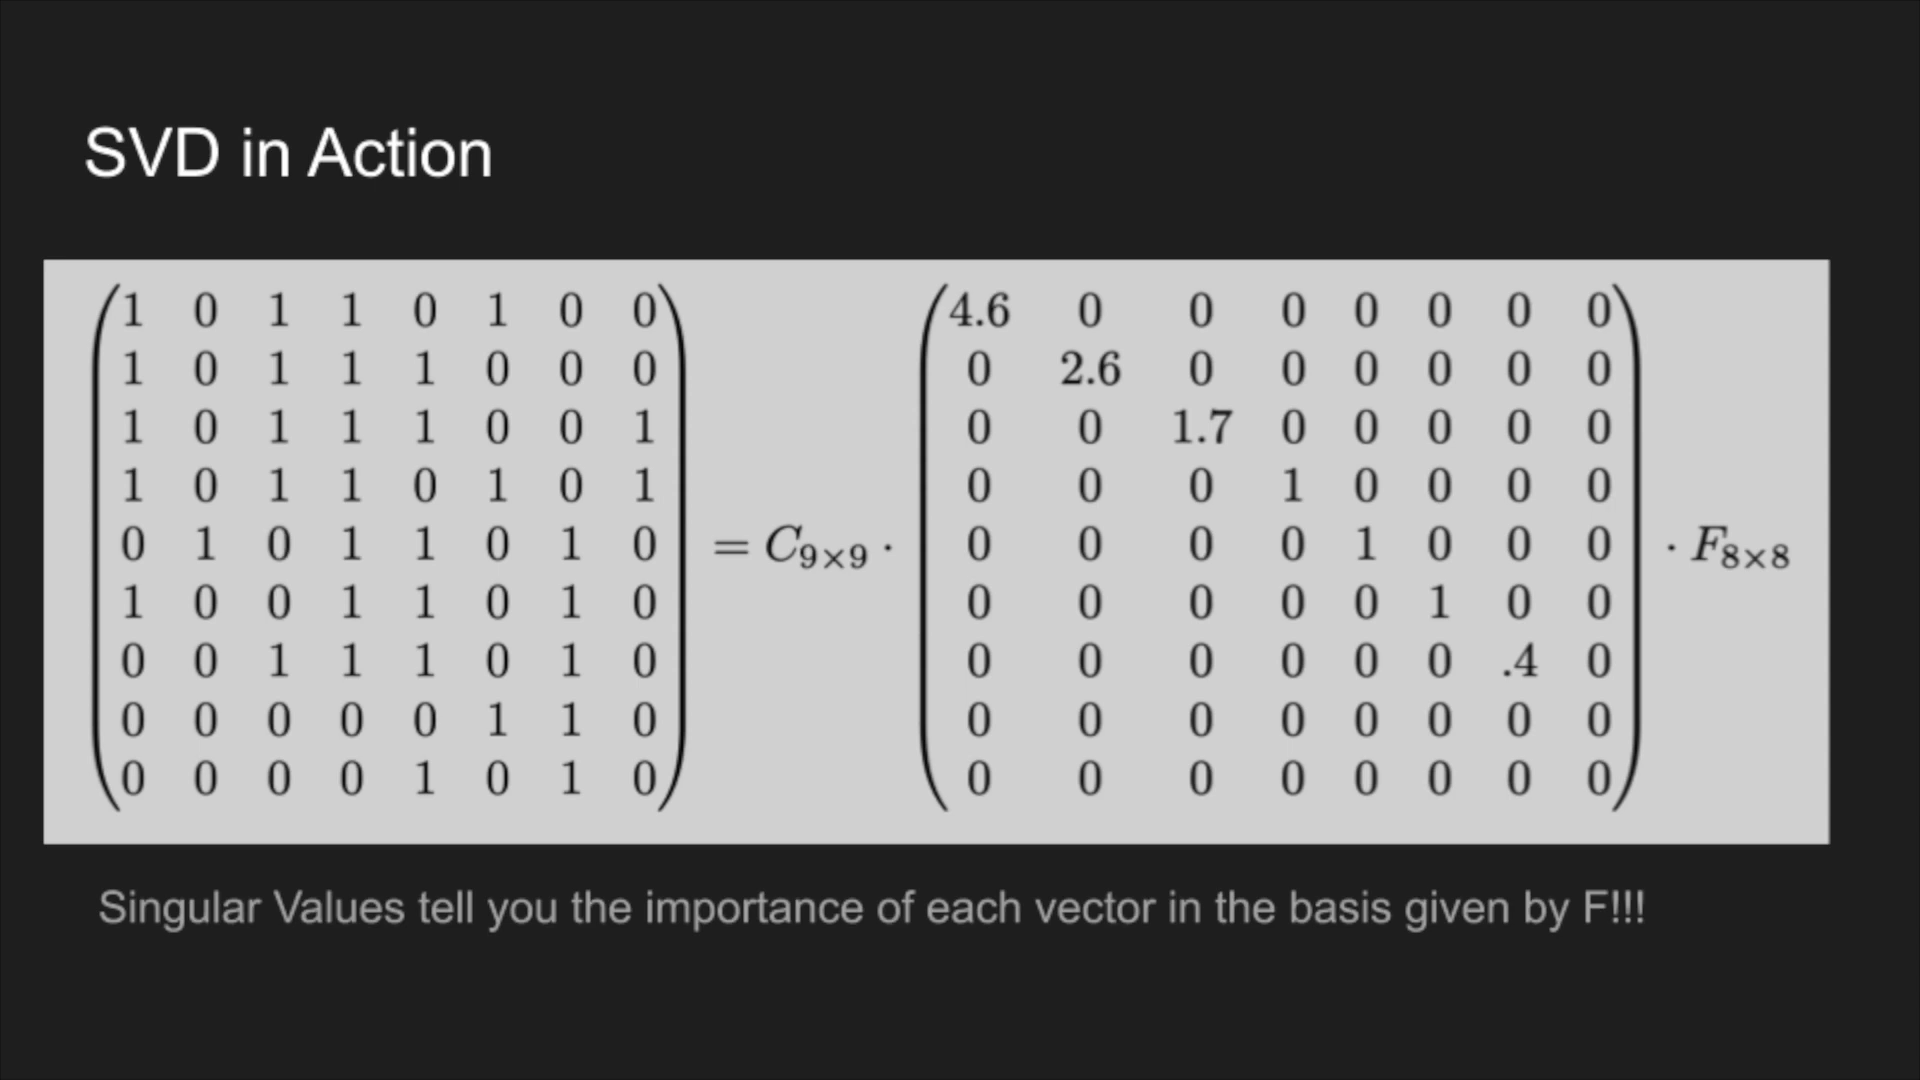 SVD in Action
1 0 1 1 0 1 0 0
1 0 1 1 1 0 0 0
1 0 1 1 1 0 0 1
1 0 1 1 0 1 0 1
0 1 0 1 1 0 1 0
1 0 0 1 1 0 1 0
0 0 1 1 1 0 1 0
0 0 0 0 0 1 1 0
0 0 0 0 1 0 1 0
= C9×9 ·
4.6 0 0 0 0 0 0 0
0 2.6 0 0 0 0 0 0
0 0 1.7 0 0 0 0 0
0 0 0 1 0 0 0 0
0 0 0 0 1 0 0 0
0 0 0 0 0 1 0 0
0 0 0 0 0 0 .4 0
0 0 0 0 0 0 0 0
0 0 0 0 0 0 0 0
· F8×8
Singular Values tell you the importance of each vector in the basis given by F!!!